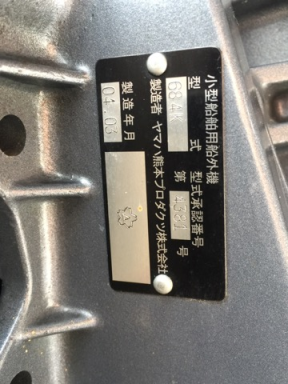 小型船舶用船外機
型 式 型式承認番号
第 号
製造者 ヤマハ熊本プロダクツ株式会社
製造年月
04.03